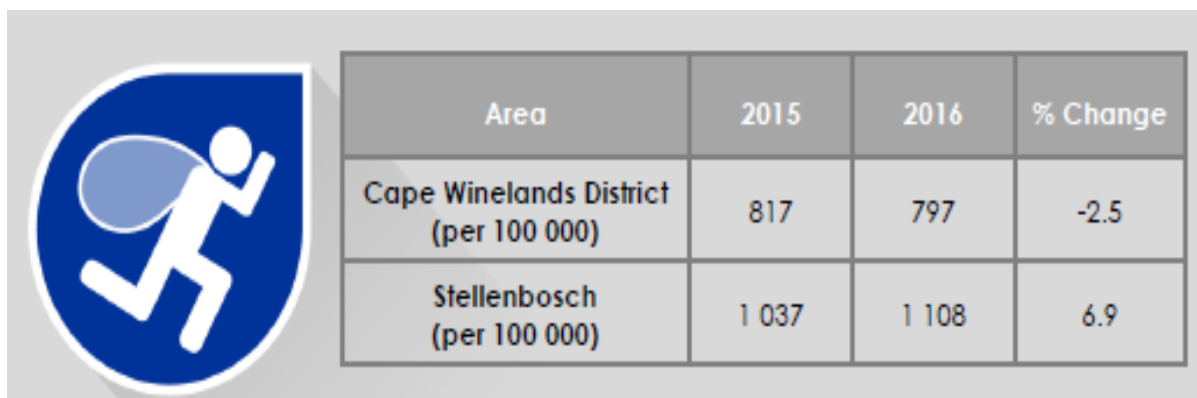 Area 2015 2016 % Change
Cape Winelands District
(per 100 000)
817 797 -2.5
Stellenbosch
(per 100 000)
1 037 1 108 6.9